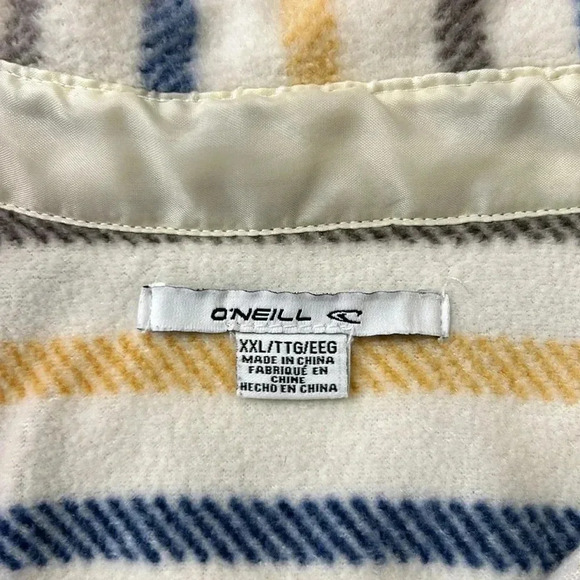 O'NEILL
XXL/TTG/EEG
MADE IN CHINA
FABRIQUÉ EN
CHINE
HECHO EN CHINA